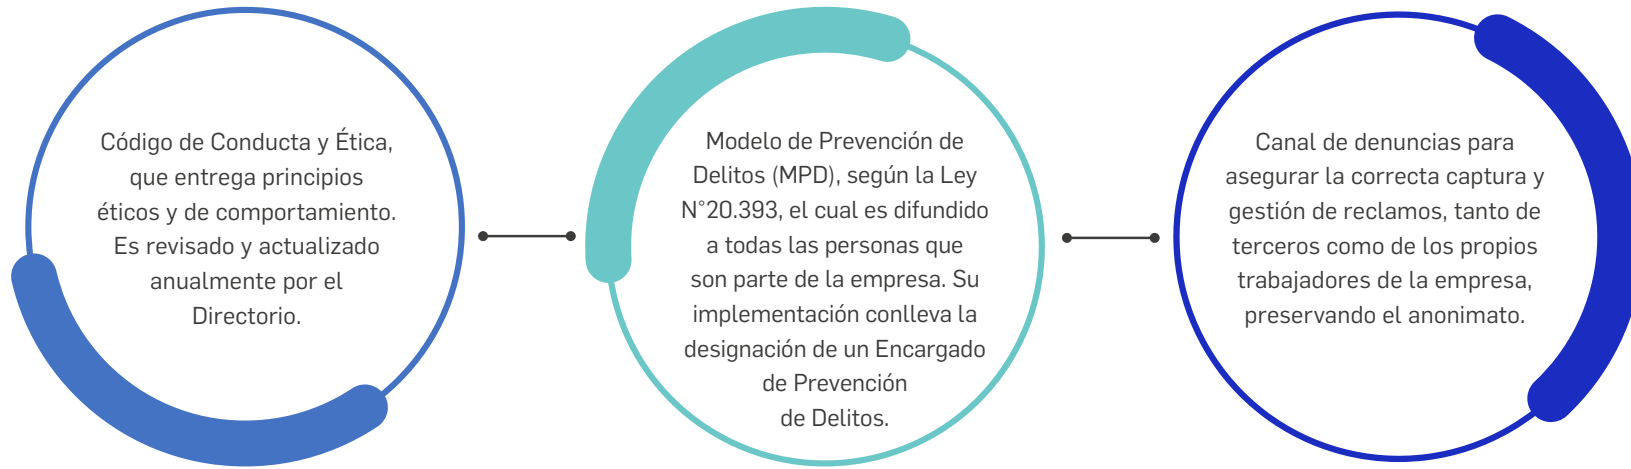 Código de Conducta y Ética,
que entrega principios
éticos y de comportamiento.
Es revisado y actualizado
anualmente por el
Directorio.
Modelo de Prevención de
Delitos (MPD), según la Ley
N°20.393, el cual es difundido
a todas las personas que
son parte de la empresa. Su
implementación conlleva la
designación de un Encargado
de Prevención
de Delitos.
Canal de denuncias para
asegurar la correcta captura y
gestión de reclamos, tanto de
terceros como de los propios
trabajadores de la empresa,
preservando el anonimato.